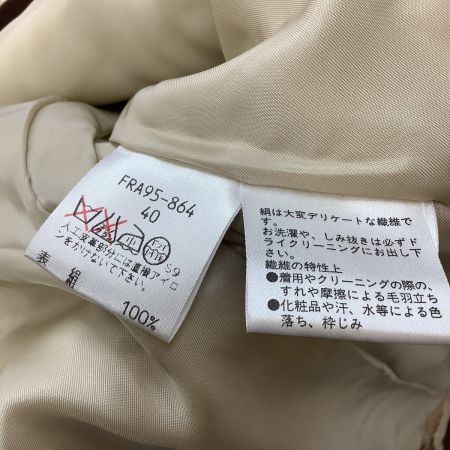 FRA95-864
40
人工皮革部分には直接アイロ
ンをかけないで下さい。
表 絹
100%
絹は大変デリケートな繊維で
す。
お洗濯や、しみ抜きは必ずド
ライクリーニングにお出し下
さい。
繊維の特性上
●着用やクリーニングの際の、
すれや摩擦による毛羽立ち
●化粧品や汗、水等による色
落ち、枠じみ